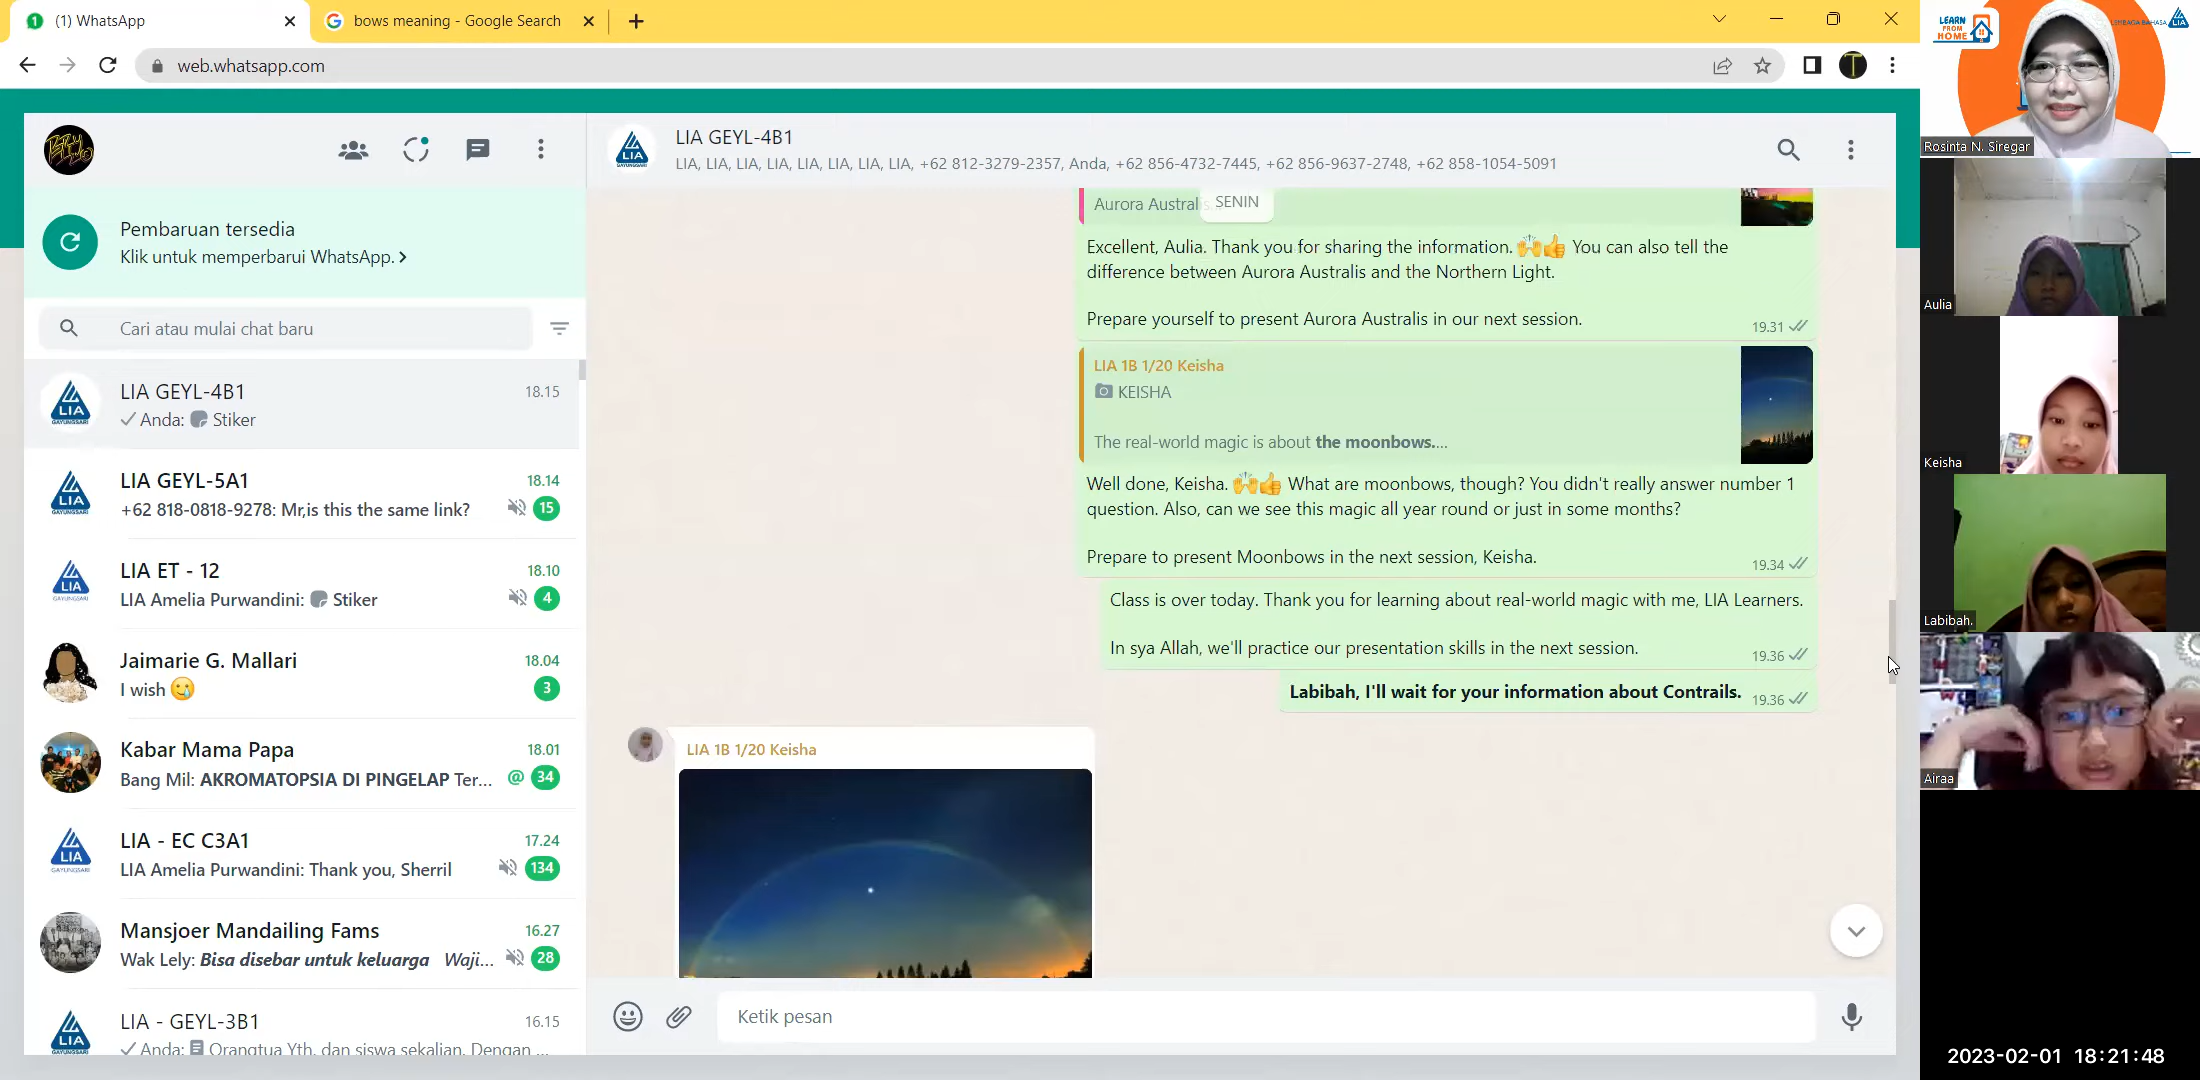 (1) WhatsApp
bows meaning - Google Search
web.whatsapp.com
LIA GEYL-4B1
LIA, LIA, LIA, LIA, LIA, LIA, LIA, LIA, +62 812-3279-2357, Anda, +62 856-4732-7445, +62 856-9637-2748, +62 858-1054-5091
Pembaruan tersedia
Klik untuk memperbarui WhatsApp.
Cari atau mulai chat baru
LIA GEYL-4B1
18.15
Anda: Stiker
LIA GEYL-5A1
18.14
+62 818-0818-9278: Mr,is this the same link?
15
LIA ET - 12
18.10
LIA Amelia Purwandini: Stiker
4
Jaimarie G. Mallari
18.04
I wish 🥲
3
Kabar Mama Papa
18.01
Bang Mil: AKROMATOPSIA DI PINGELAP Ter...
@ 34
LIA - EC C3A1
17.24
LIA Amelia Purwandini: Thank you, Sherril
134
Mansjoer Mandailing Fams
16.27
Wak Lely: Bisa disebar untuk keluarga Waji...
28
LIA - GEYL-3B1
16.15
Anda: Orangtua Yth. dan siswa sekalian. Dengan ...
Aurora Australis
SENIN
Excellent, Aulia. Thank you for sharing the information. 🙌👍 You can also tell the
difference between Aurora Australis and the Northern Light.
Prepare yourself to present Aurora Australis in our next session.
19.31
LIA 1B 1/20 Keisha
KEISHA
The real-world magic is about the moonbows....
Well done, Keisha. 🙌👍 What are moonbows, though? You didn't really answer number 1
question. Also, can we see this magic all year round or just in some months?
Prepare to present Moonbows in the next session, Keisha.
19.34
Class is over today. Thank you for learning about real-world magic with me, LIA Learners.
In sya Allah, we'll practice our presentation skills in the next session.
19.36
Labibah, I'll wait for your information about Contrails.
19.36
LIA 1B 1/20 Keisha
Ketik pesan
LEARN
FROM
HOME
LEMBAGA BAHASA LIA
Rosinta N. Siregar
Aulia
Keisha
Labibah.
Airaa
2023-02-01 18:21:48